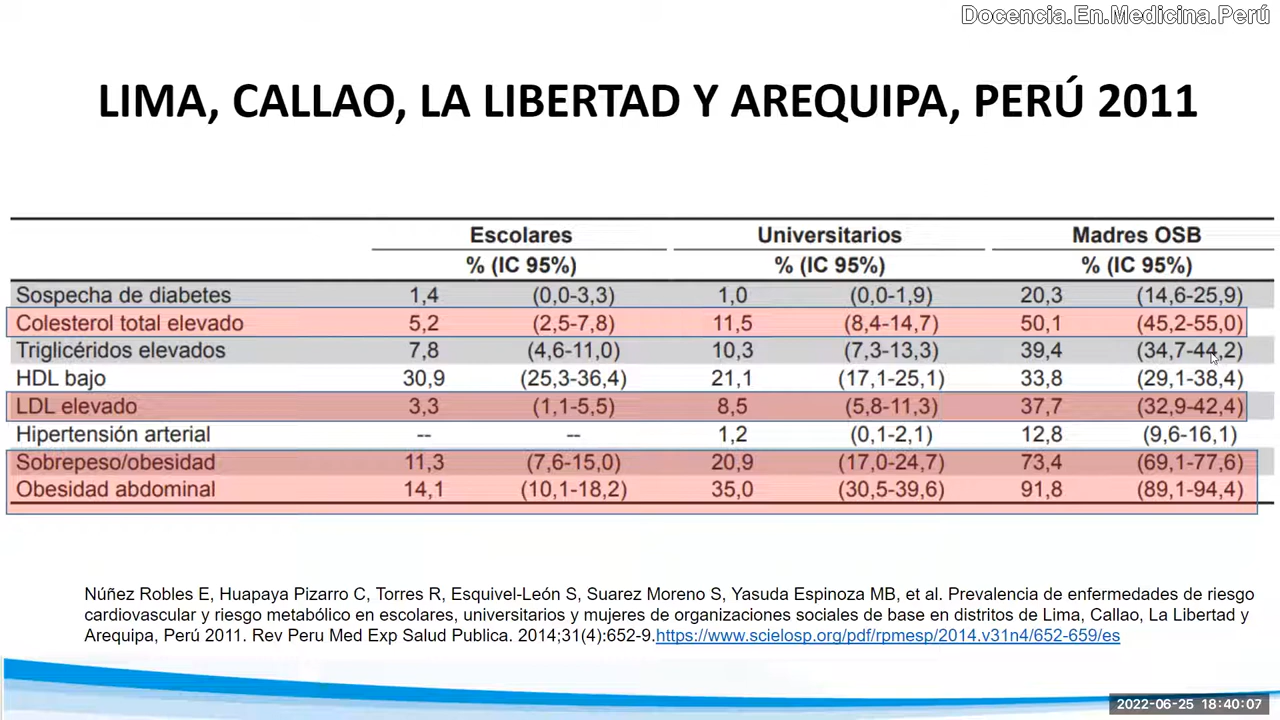 Docencia.En.Medicina.Perú
LIMA, CALLAO, LA LIBERTAD Y AREQUIPA, PERÚ 2011
Escolares Universitarios Madres OSB
% (IC 95%) % (IC 95%) % (IC 95%)
Sospecha de diabetes 1,4 (0,0-3,3) 1,0 (0,0-1,9) 20,3 (14,6-25,9)
Colesterol total elevado 5,2 (2,5-7,8) 11,5 (8,4-14,7) 50,1 (45,2-55,0)
Triglicéridos elevados 7,8 (4,6-11,0) 10,3 (7,3-13,3) 39,4 (34,7-44,2)
HDL bajo 30,9 (25,3-36,4) 21,1 (17,1-25,1) 33,8 (29,1-38,4)
LDL elevado 3,3 (1,1-5,5) 8,5 (5,8-11,3) 37,7 (32,9-42,4)
Hipertensión arterial -- -- 1,2 (0,1-2,1) 12,8 (9,6-16,1)
Sobrepeso/obesidad 11,3 (7,6-15,0) 20,9 (17,0-24,7) 73,4 (69,1-77,6)
Obesidad abdominal 14,1 (10,1-18,2) 35,0 (30,5-39,6) 91,8 (89,1-94,4)
Núñez Robles E, Huapaya Pizarro C, Torres R, Esquivel-León S, Suarez Moreno S, Yasuda Espinoza MB, et al. Prevalencia de enfermedades de riesgo
cardiovascular y riesgo metabólico en escolares, universitarios y mujeres de organizaciones sociales de base en distritos de Lima, Callao, La Libertad y
Arequipa, Perú 2011. Rev Peru Med Exp Salud Publica. 2014;31(4):652-9.https://www.scielosp.org/pdf/rpmesp/2014.v31n4/652-659/es
2022-06-25 18:40:07